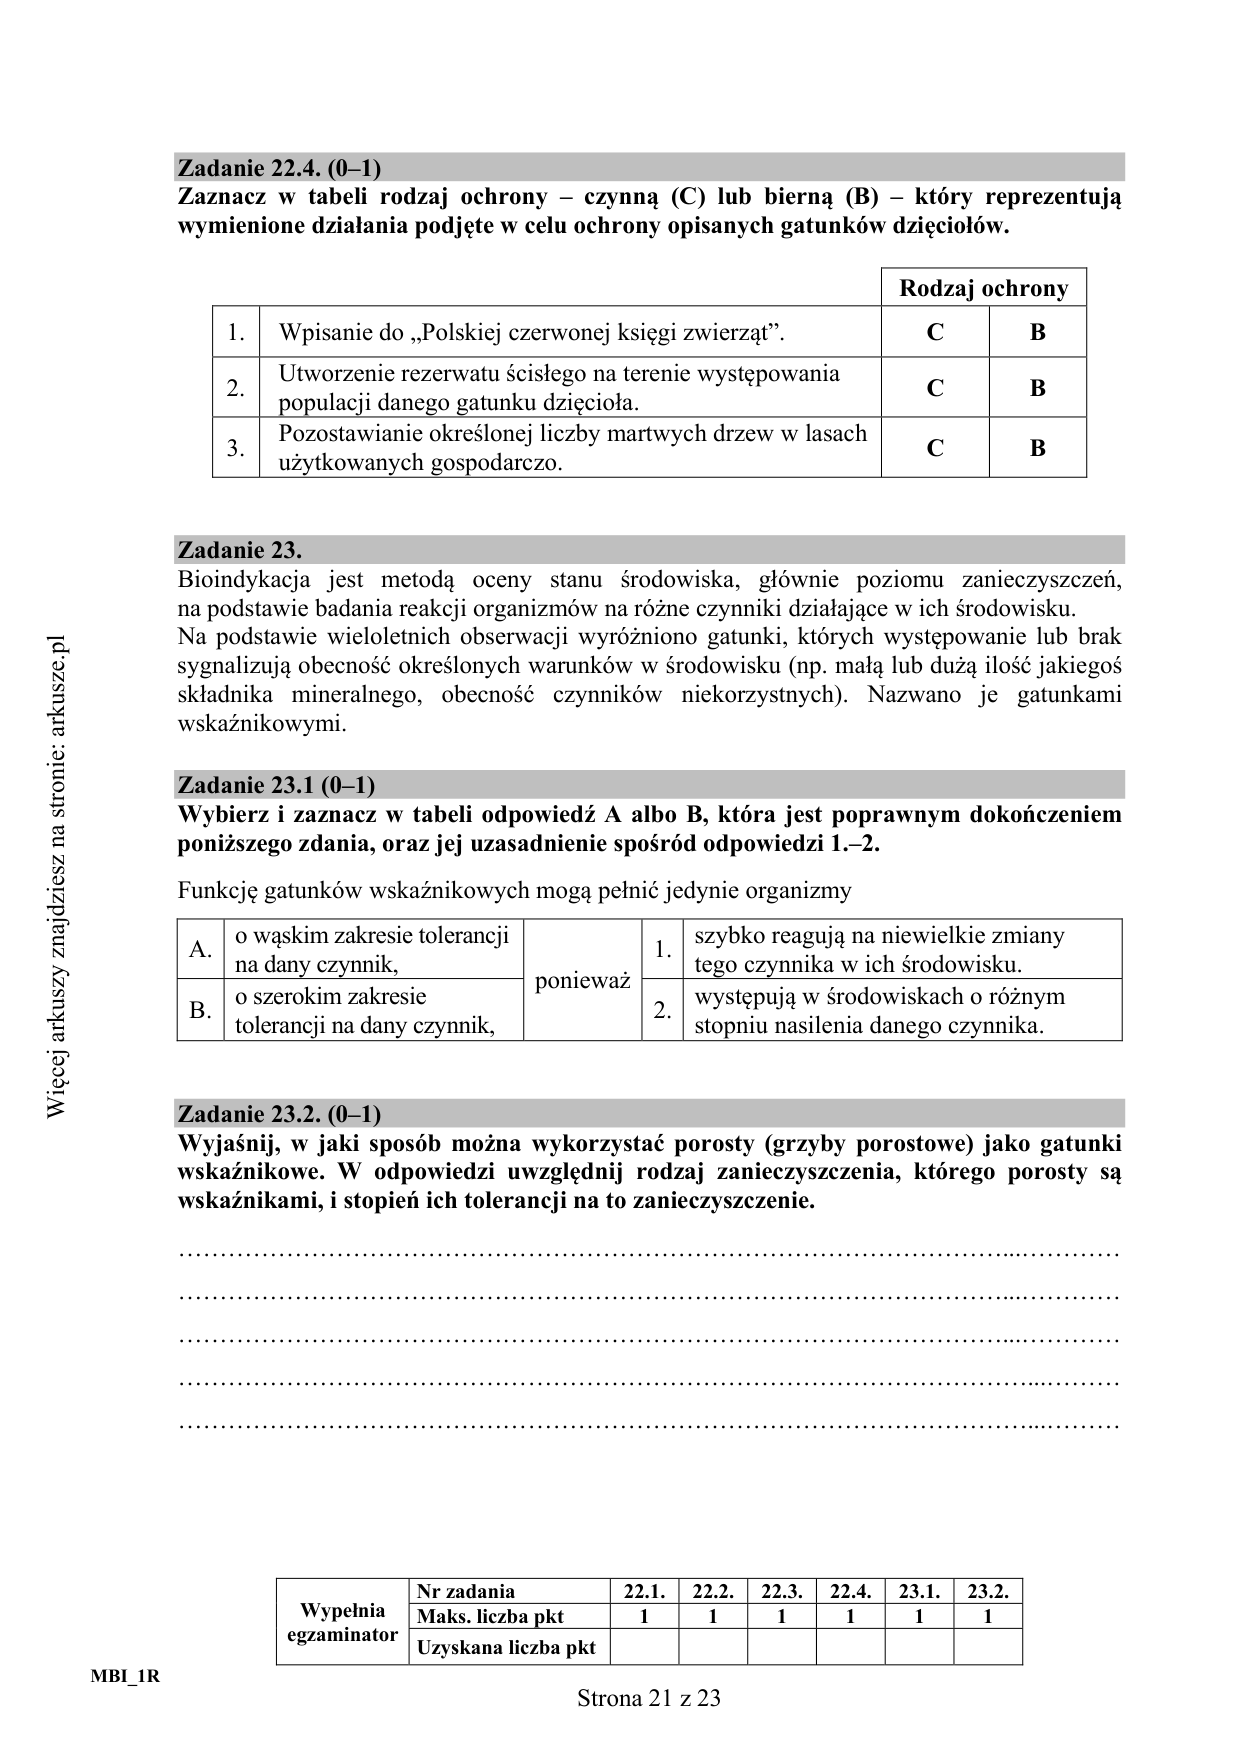 Zadanie 22.4. (0–1)
Zaznacz w tabeli rodzaj ochrony – czynną (C) lub bierną (B) – który reprezentują
wymienione działania podjęte w celu ochrony opisanych gatunków dzięciołów.
Rodzaj ochrony
1. Wpisanie do „Polskiej czerwonej księgi zwierząt”. C B
2. Utworzenie rezerwatu ścisłego na terenie występowania
populacji danego gatunku dzięcioła. C B
3. Pozostawianie określonej liczby martwych drzew w lasach
użytkowanych gospodarczo. C B
Zadanie 23.
Bioindykacja jest metodą oceny stanu środowiska, głównie poziomu zanieczyszczeń,
na podstawie badania reakcji organizmów na różne czynniki działające w ich środowisku.
Na podstawie wieloletnich obserwacji wyróżniono gatunki, których występowanie lub brak
sygnalizują obecność określonych warunków w środowisku (np. małą lub dużą ilość jakiegoś
składnika mineralnego, obecność czynników niekorzystnych). Nazwano je gatunkami
wskaźnikowymi.
Zadanie 23.1 (0–1)
Wybierz i zaznacz w tabeli odpowiedź A albo B, która jest poprawnym dokończeniem
poniższego zdania, oraz jej uzasadnienie spośród odpowiedzi 1.–2.
Funkcję gatunków wskaźnikowych mogą pełnić jedynie organizmy
A. o wąskim zakresie tolerancji
na dany czynnik,
B. o szerokim zakresie
tolerancji na dany czynnik,
ponieważ
1. szybko reagują na niewielkie zmiany
tego czynnika w ich środowisku.
2. występują w środowiskach o różnym
stopniu nasilenia danego czynnika.
Zadanie 23.2. (0–1)
Wyjaśnij, w jaki sposób można wykorzystać porosty (grzyby porostowe) jako gatunki
wskaźnikowe. W odpowiedzi uwzględnij rodzaj zanieczyszczenia, którego porosty są
wskaźnikami, i stopień ich tolerancji na to zanieczyszczenie.
Wypełnia
egzaminator
Nr zadania 22.1. 22.2. 22.3. 22.4. 23.1. 23.2.
Maks. liczba pkt 1 1 1 1 1 1
Uzyskana liczba pkt
MBI_1R
Strona 21 z 23
Więcej arkuszy znajdziesz na stronie: arkusze.pl